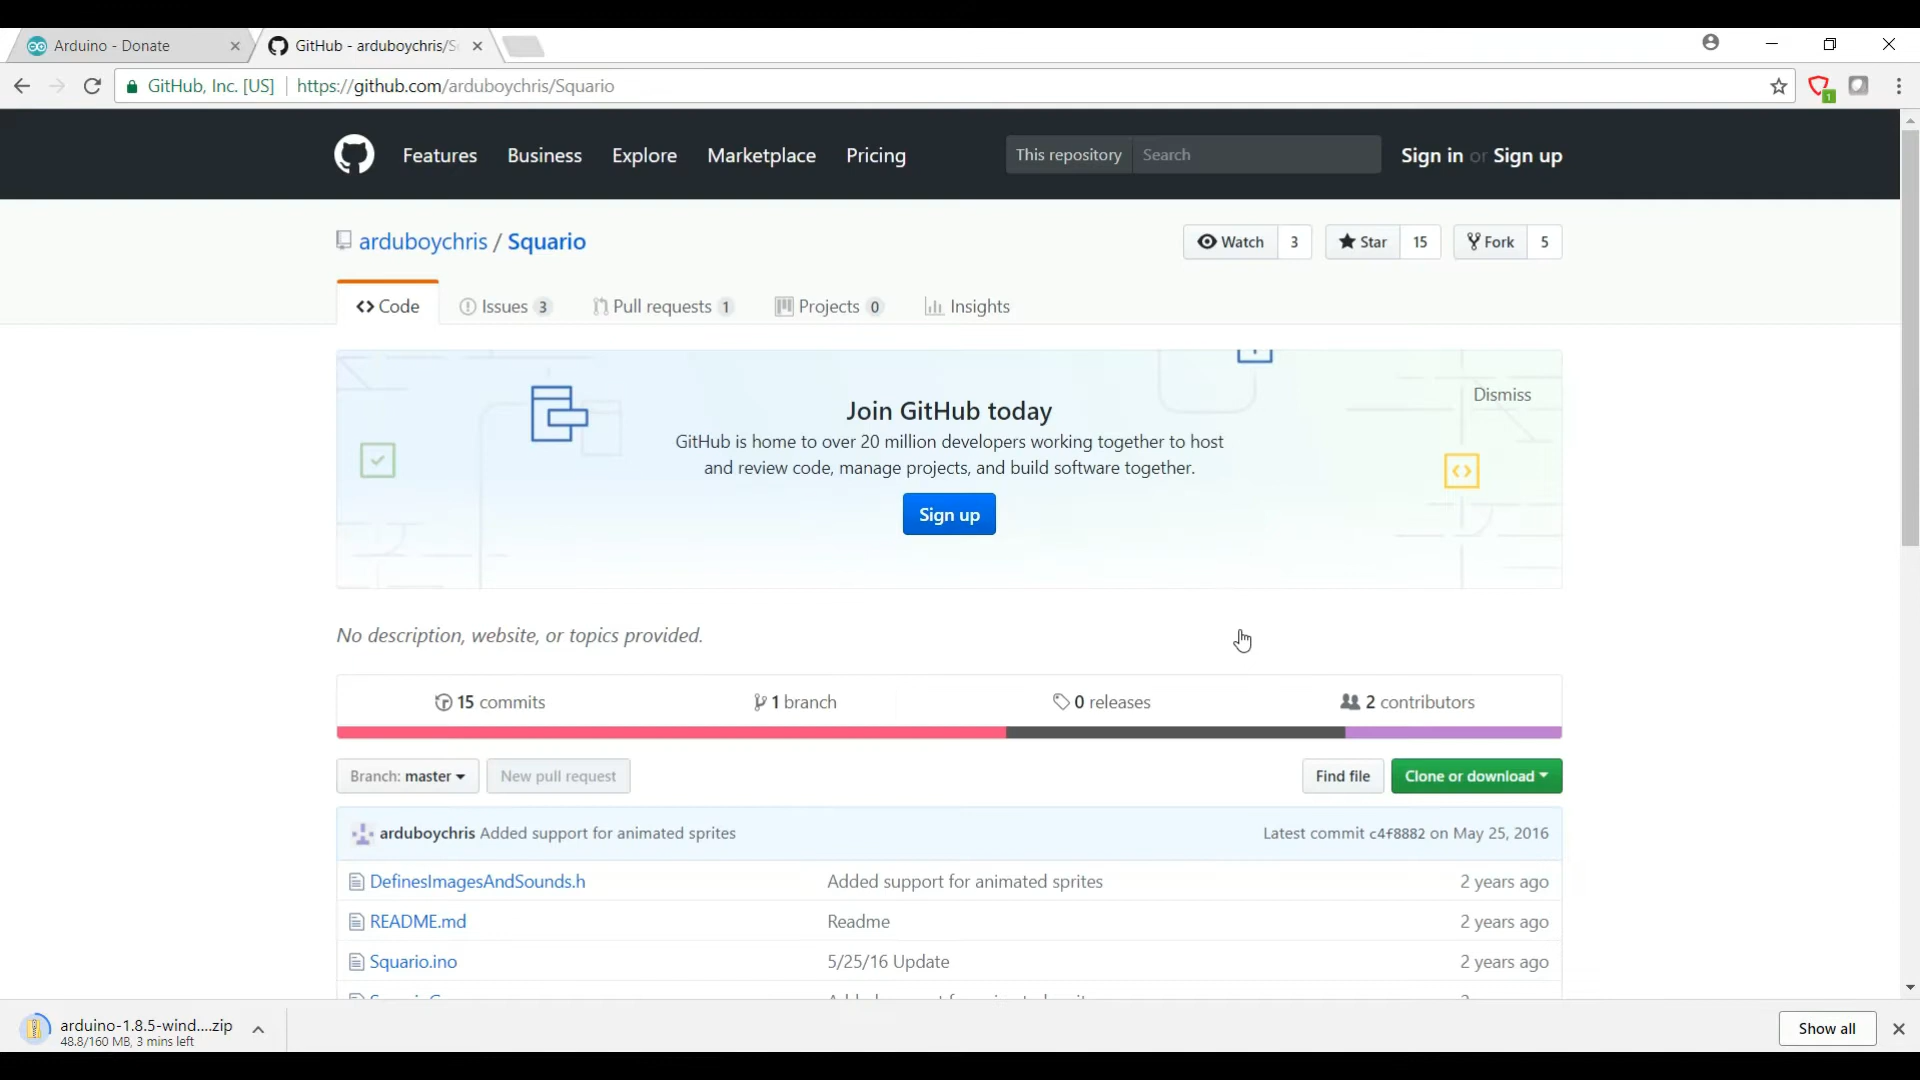 Arduino - Donate
GitHub - arduboychris/S
GitHub, Inc. [US] https://github.com/arduboychris/Squario
1
Features Business Explore Marketplace Pricing This repository Search Sign in or Sign up
arduboychris / Squario Watch 3 Star 15 Fork 5
Code Issues 3 Pull requests 1 Projects 0 Insights
Dismiss
Join GitHub today
GitHub is home to over 20 million developers working together to host
and review code, manage projects, and build software together.
Sign up
No description, website, or topics provided.
15 commits 1 branch 0 releases 2 contributors
Branch: master New pull request Find file Clone or download
arduboychris Added support for animated sprites Latest commit c4f8882 on May 25, 2016
DefinesImagesAndSounds.h Added support for animated sprites 2 years ago
README.md Readme 2 years ago
Squario.ino 5/25/16 Update 2 years ago
arduino-1.8.5-wind....zip
48.8/160 MB, 3 mins left
Show all